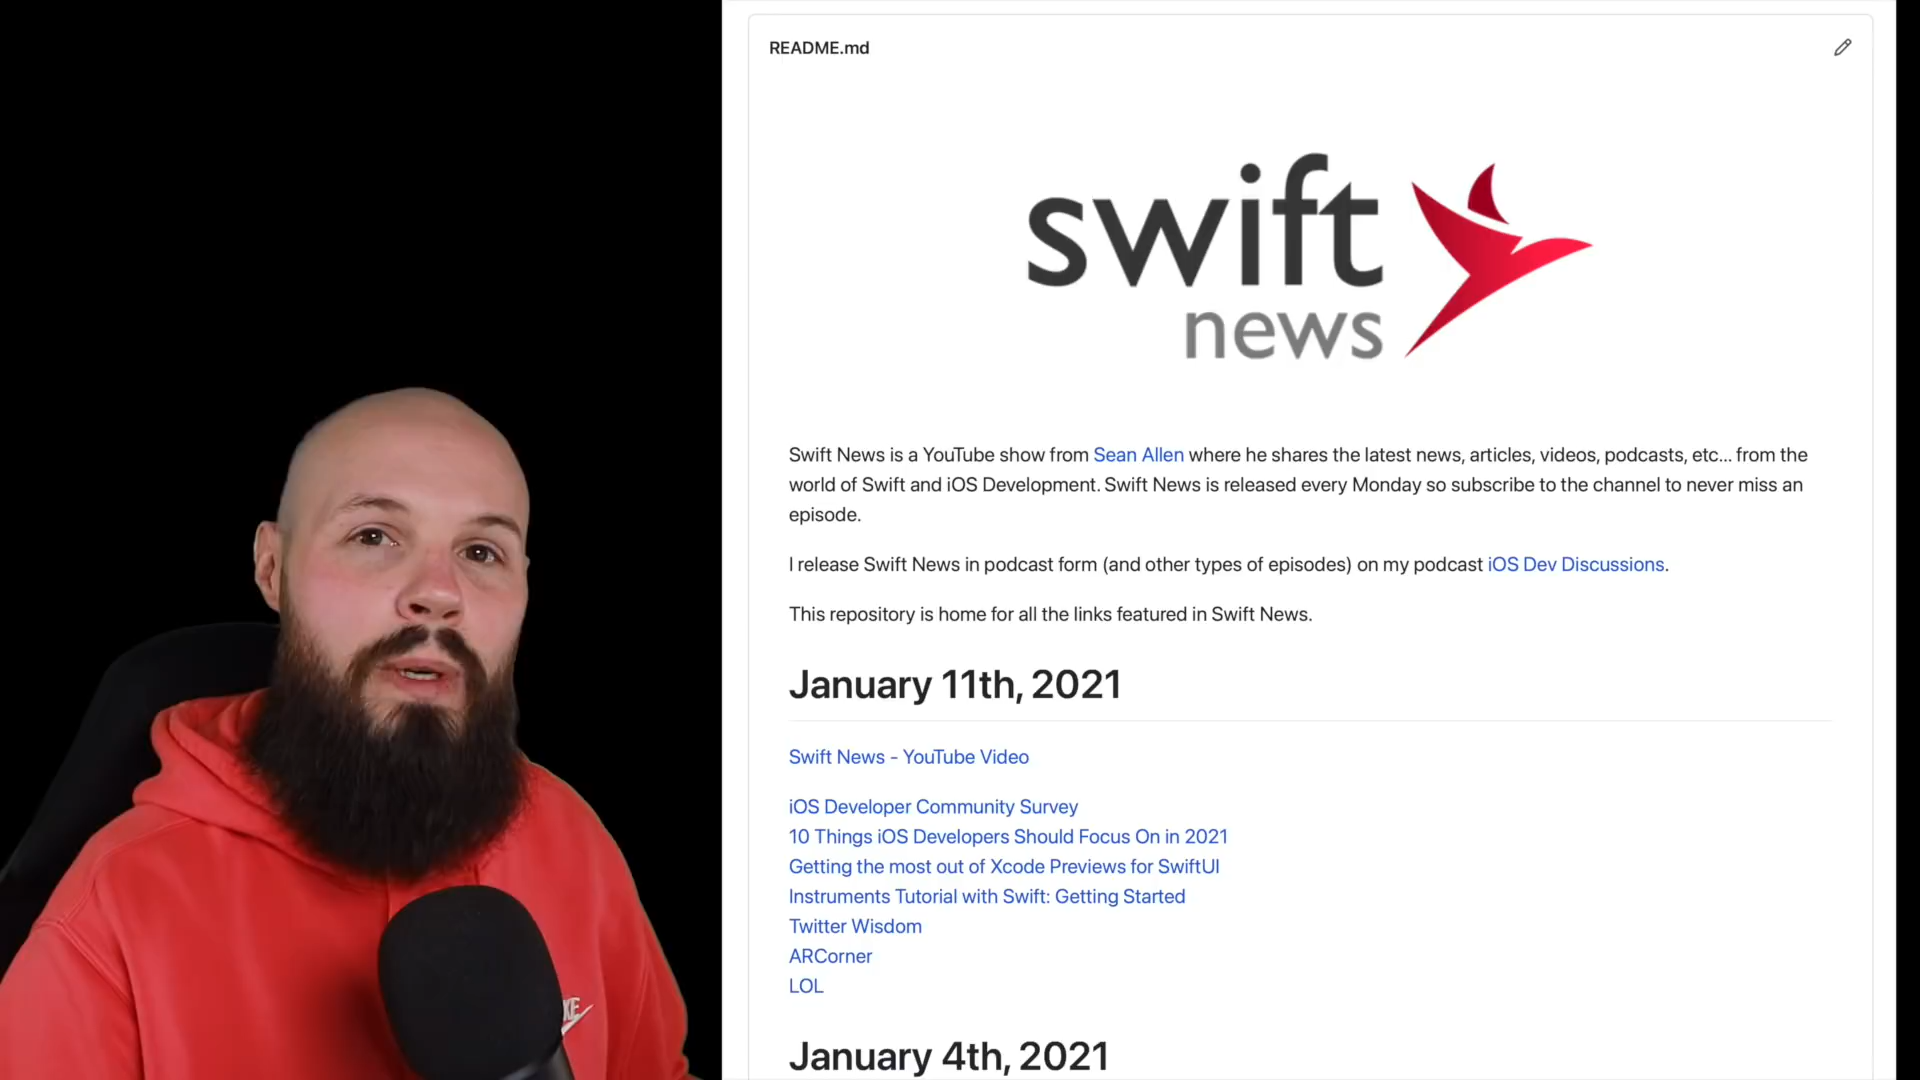 README.md
swift
news
Swift News is a YouTube show from Sean Allen where he shares the latest news, articles, videos, podcasts, etc... from the
world of Swift and iOS Development. Swift News is released every Monday so subscribe to the channel to never miss an
episode.
I release Swift News in podcast form (and other types of episodes) on my podcast iOS Dev Discussions.
This repository is home for all the links featured in Swift News.
January 11th, 2021
Swift News - YouTube Video
iOS Developer Community Survey
10 Things iOS Developers Should Focus On in 2021
Getting the most out of Xcode Previews for SwiftUI
Instruments Tutorial with Swift: Getting Started
Twitter Wisdom
ARCorner
LOL
January 4th, 2021